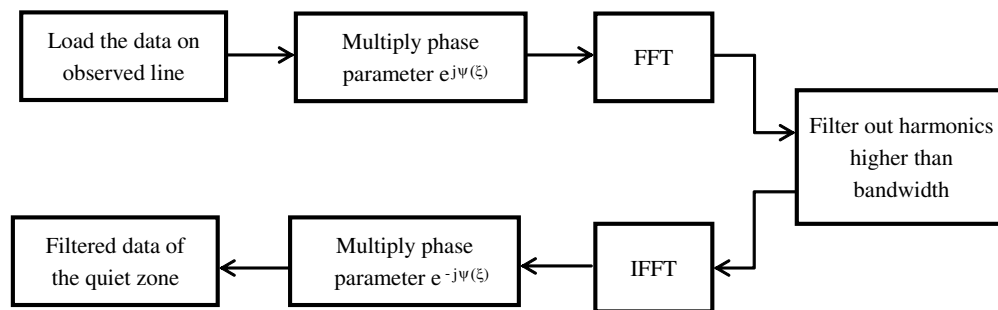 Load the data on
observed line
Multiply phase
parameter e^jψ(ξ)
FFT
Filter out harmonics
higher than
bandwidth
IFFT
Multiply phase
parameter e^-jψ(ξ)
Filtered data of
the quiet zone